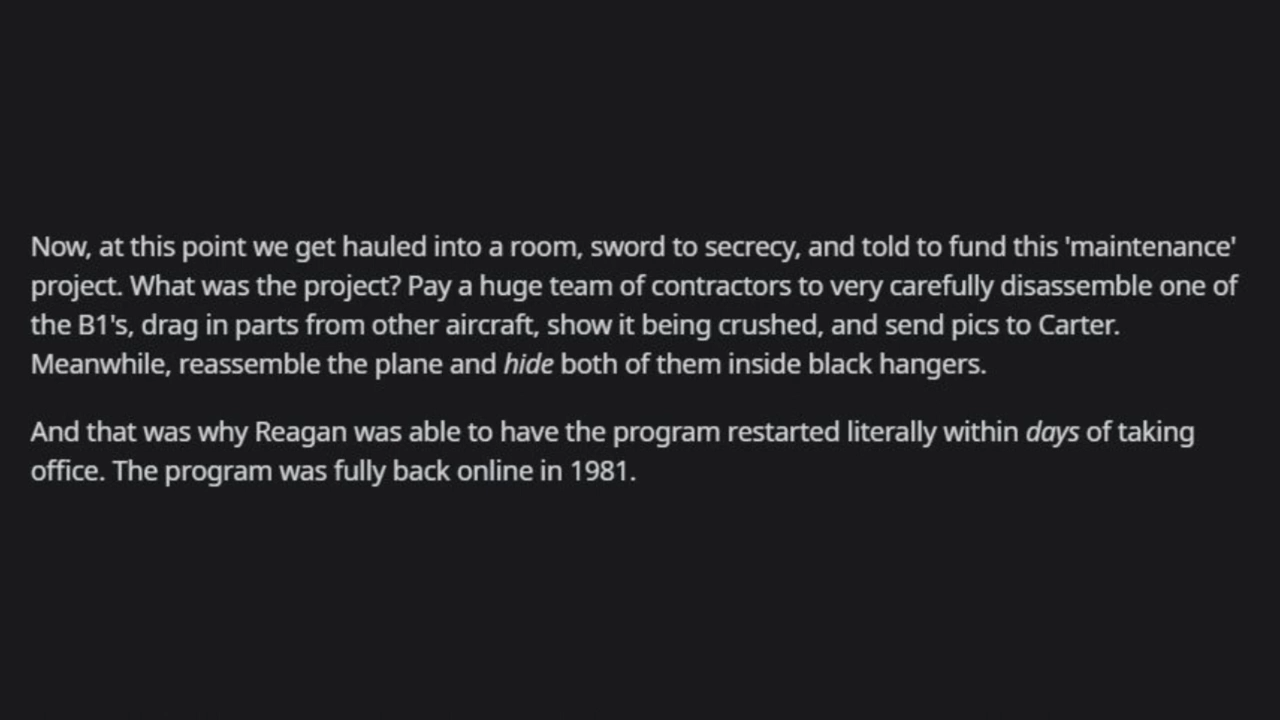 Now, at this point we get hauled into a room, sword to secrecy, and told to fund this 'maintenance'
project. What was the project? Pay a huge team of contractors to very carefully disassemble one of
the B1's, drag in parts from other aircraft, show it being crushed, and send pics to Carter.
Meanwhile, reassemble the plane and hide both of them inside black hangers.
And that was why Reagan was able to have the program restarted literally within days of taking
office. The program was fully back online in 1981.